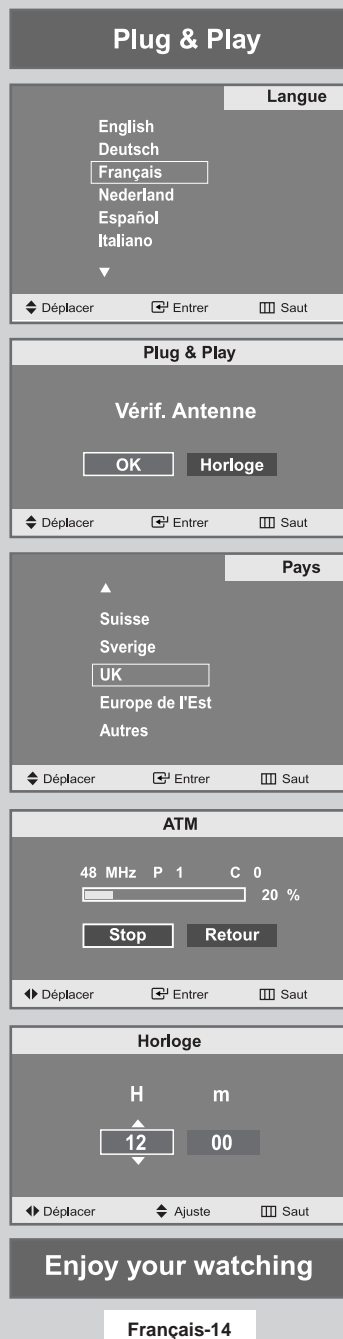 Plug & Play
Langue
English
Deutsch
Français
Nederland
Español
Italiano
Déplacer Entrer Saut
Plug & Play
Vérif. Antenne
OK Horloge
Déplacer Entrer Saut
Pays
Suisse
Sverige
UK
Europe de l'Est
Autres
Déplacer Entrer Saut
ATM
48 MHz P 1 C 0
20 %
Stop Retour
Déplacer Entrer Saut
Horloge
H m
12 00
Déplacer Ajuste Saut
Enjoy your watching
Français-14